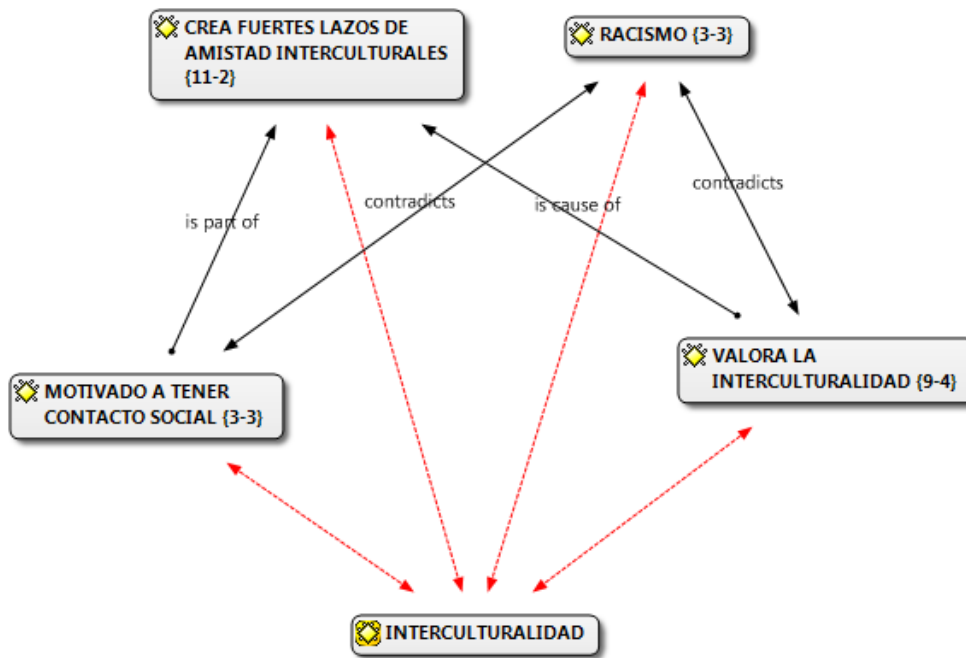 CREA FUERTES LAZOS DE
AMISTAD INTERCULTURALES
{11-2}
RACISMO {3-3}
contradicts
contradicts
is cause of
is part of
VALORA LA
INTERCULTURALIDAD {9-4}
MOTIVADO A TENER
CONTACTO SOCIAL {3-3}
INTERCULTURALIDAD